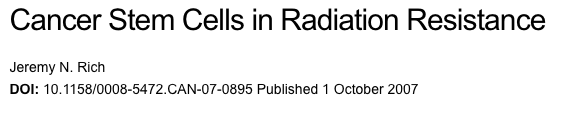 Cancer Stem Cells in Radiation Resistance
Jeremy N. Rich
DOI: 10.1158/0008-5472.CAN-07-0895 Published 1 October 2007